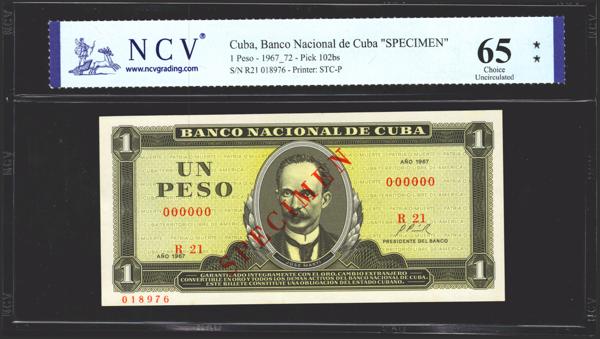 NCV®
www.ncvgrading.com
Cuba, Banco Nacional de Cuba "SPECIMEN"
1 Peso - 1967_72 - Pick 102bs
S/N R21 018976 - Printer: STC-P
65 **
Choice
Uncirculated
BANCO NACIONAL DE CUBA
1
1
UN
PESO
AÑO 1967
000000
000000
R 21
R 21
AÑO 1967
PRESIDENTE DEL BANCO
SPECIMEN
JOSE MARTI
1
1
GARANTIZADO INTEGRAMENTE CON EL ORO, CAMBIO EXTRANJERO
CONVERTIBLE EN ORO Y TODOS LOS DEMAS ACTIVOS DEL BANCO NACIONAL DE CUBA.
ESTE BILLETE CONSTITUYE UNA OBLIGACION DEL ESTADO CUBANO.
018976